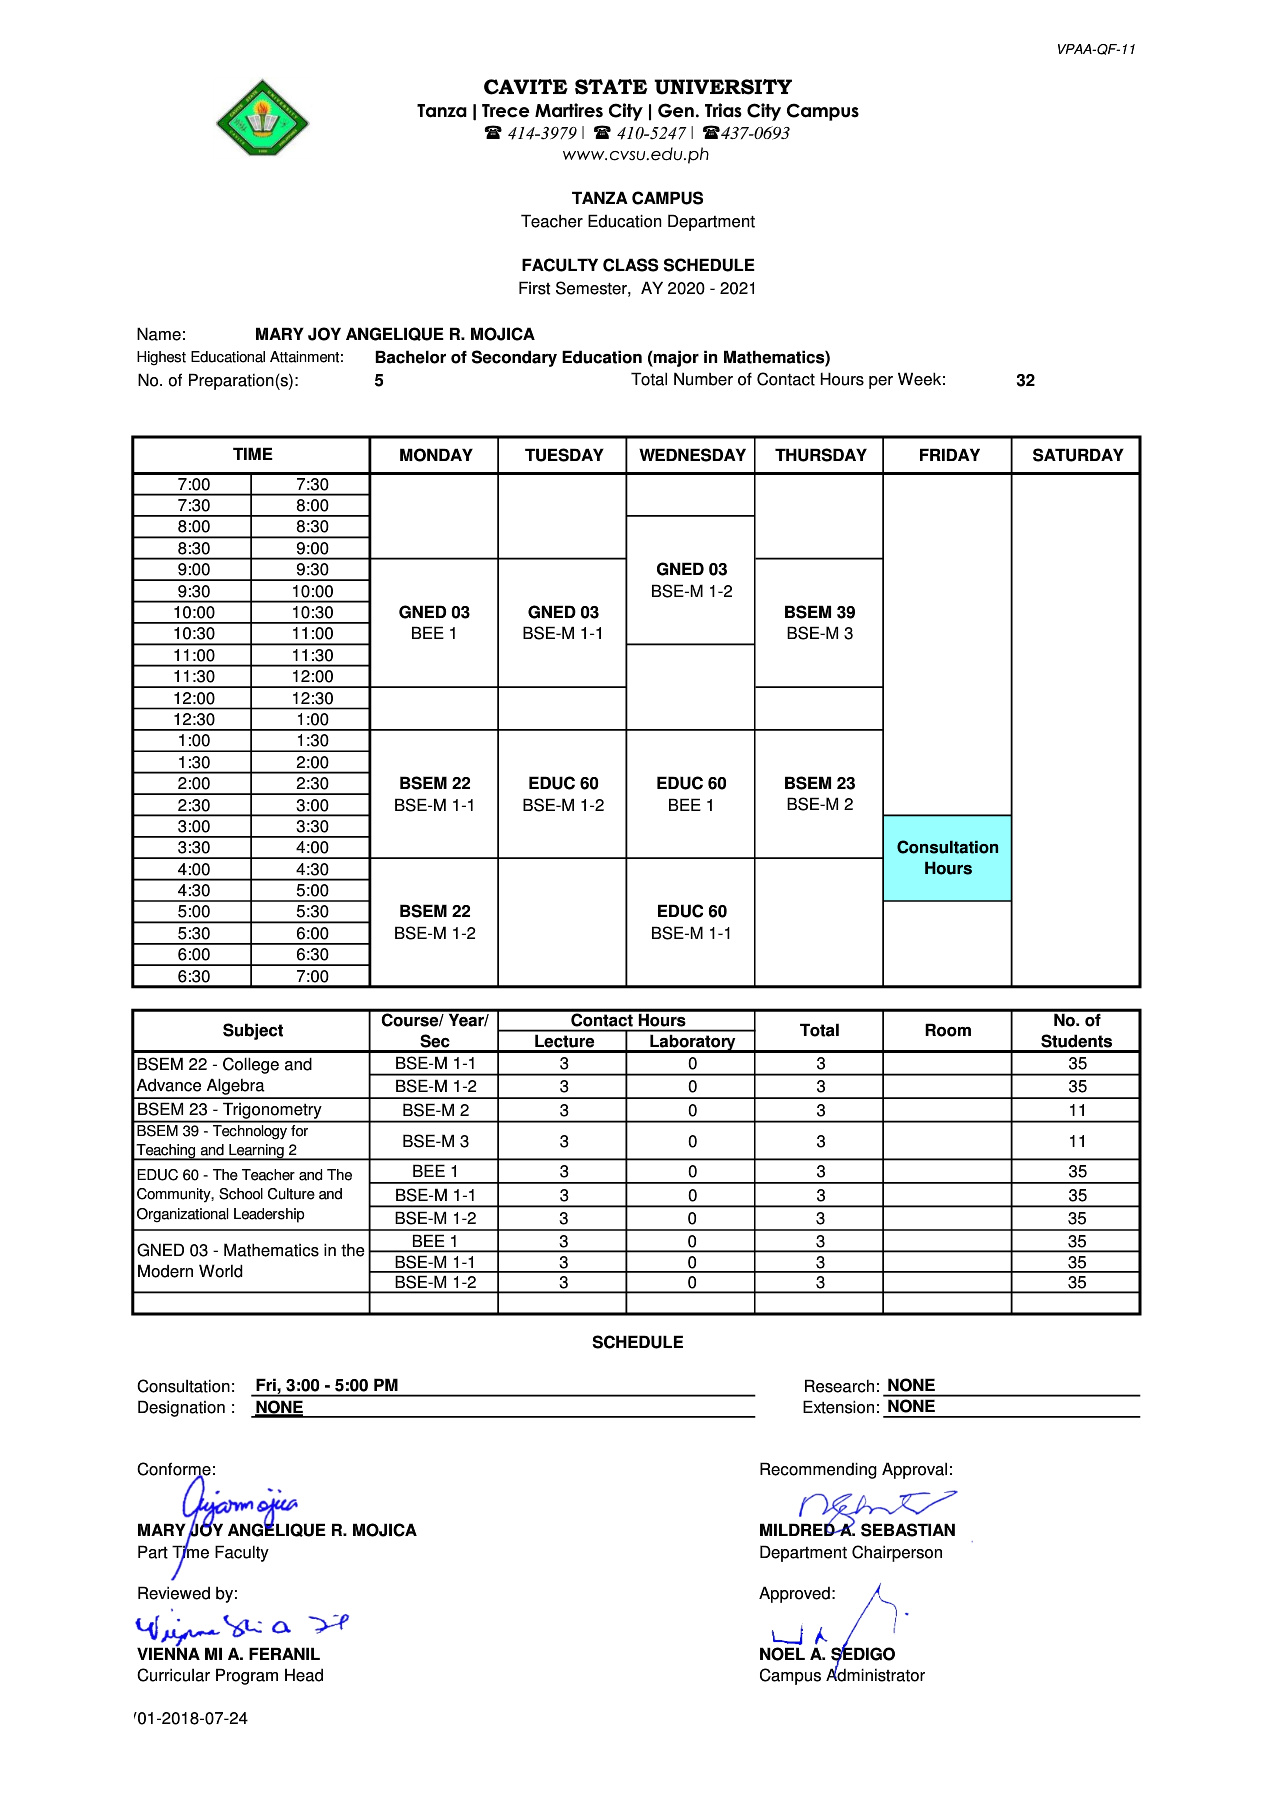 VPAA-QF-11
CAVITE STATE UNIVERSITY
Tanza | Trece Martires City | Gen. Trias City Campus
☎ 414-3979 | ☎ 410-5247 | ☎437-0693
www.cvsu.edu.ph
TANZA CAMPUS
Teacher Education Department
FACULTY CLASS SCHEDULE
First Semester, AY 2020 - 2021
Name: MARY JOY ANGELIQUE R. MOJICA
Highest Educational Attainment: Bachelor of Secondary Education (major in Mathematics)
No. of Preparation(s): 5 Total Number of Contact Hours per Week: 32
TIME MONDAY TUESDAY WEDNESDAY THURSDAY FRIDAY SATURDAY
7:00 7:30
7:30 8:00
8:00 8:30
8:30 9:00
9:00 9:30 GNED 03
9:30 10:00 BSE-M 1-2
10:00 10:30 GNED 03 GNED 03 BSEM 39
10:30 11:00 BEE 1 BSE-M 1-1 BSE-M 3
11:00 11:30
11:30 12:00
12:00 12:30
12:30 1:00
1:00 1:30
1:30 2:00
2:00 2:30 BSEM 22 EDUC 60 EDUC 60 BSEM 23
2:30 3:00 BSE-M 1-1 BSE-M 1-2 BEE 1 BSE-M 2
3:00 3:30
3:30 4:00 Consultation
4:00 4:30 Hours
4:30 5:00
5:00 5:30 BSEM 22 EDUC 60
5:30 6:00 BSE-M 1-2 BSE-M 1-1
6:00 6:30
6:30 7:00
Subject Course/ Year/ Sec Contact Hours Total Room No. of Students
Lecture Laboratory
BSEM 22 - College and BSE-M 1-1 3 0 3 35
Advance Algebra BSE-M 1-2 3 0 3 35
BSEM 23 - Trigonometry BSE-M 2 3 0 3 11
BSEM 39 - Technology for
Teaching and Learning 2 BSE-M 3 3 0 3 11
EDUC 60 - The Teacher and The BEE 1 3 0 3 35
Community, School Culture and BSE-M 1-1 3 0 3 35
Organizational Leadership BSE-M 1-2 3 0 3 35
GNED 03 - Mathematics in the BEE 1 3 0 3 35
Modern World BSE-M 1-1 3 0 3 35
BSE-M 1-2 3 0 3 35
SCHEDULE
Consultation: Fri, 3:00 - 5:00 PM Research: NONE
Designation : NONE Extension: NONE
Conforme: Recommending Approval:
MARY JOY ANGELIQUE R. MOJICA MILDRED A. SEBASTIAN
Part Time Faculty Department Chairperson
Reviewed by: Approved:
VIENNA MI A. FERANIL NOEL A. SEDIGO
Curricular Program Head Campus Administrator
01-2018-07-24